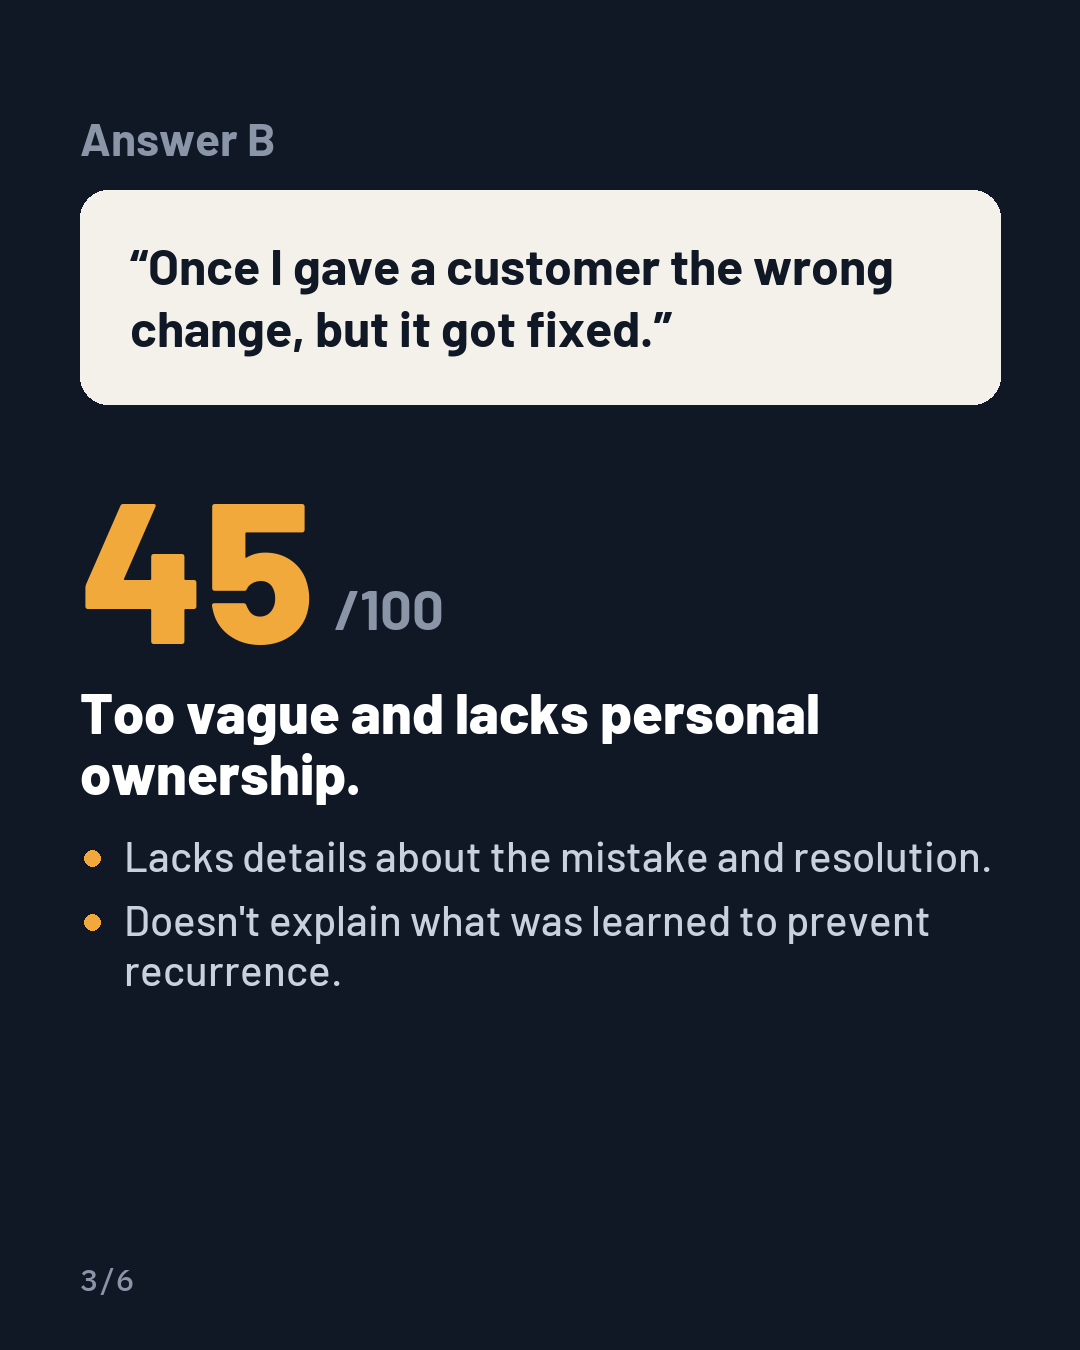 Answer B
“Once I gave a customer the wrong
change, but it got fixed.”
45 /100
Too vague and lacks personal
ownership.
• Lacks details about the mistake and resolution.
• Doesn't explain what was learned to prevent
recurrence.
3/6